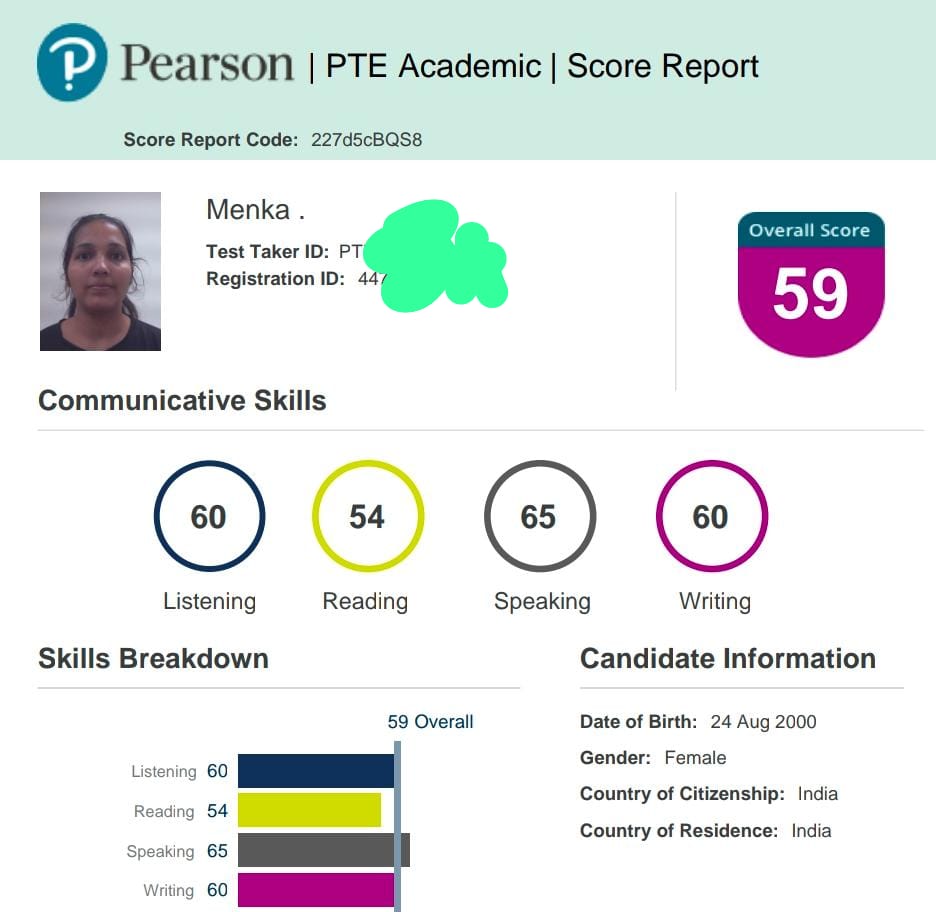 Pearson | PTE Academic | Score Report
Score Report Code: 227d5cBQS8
Menka .
Test Taker ID: PT
Registration ID: 447
Overall Score
59
Communicative Skills
60 54 65 60
Listening Reading Speaking Writing
Skills Breakdown
59 Overall
Listening 60
Reading 54
Speaking 65
Writing 60
Candidate Information
Date of Birth: 24 Aug 2000
Gender: Female
Country of Citizenship: India
Country of Residence: India